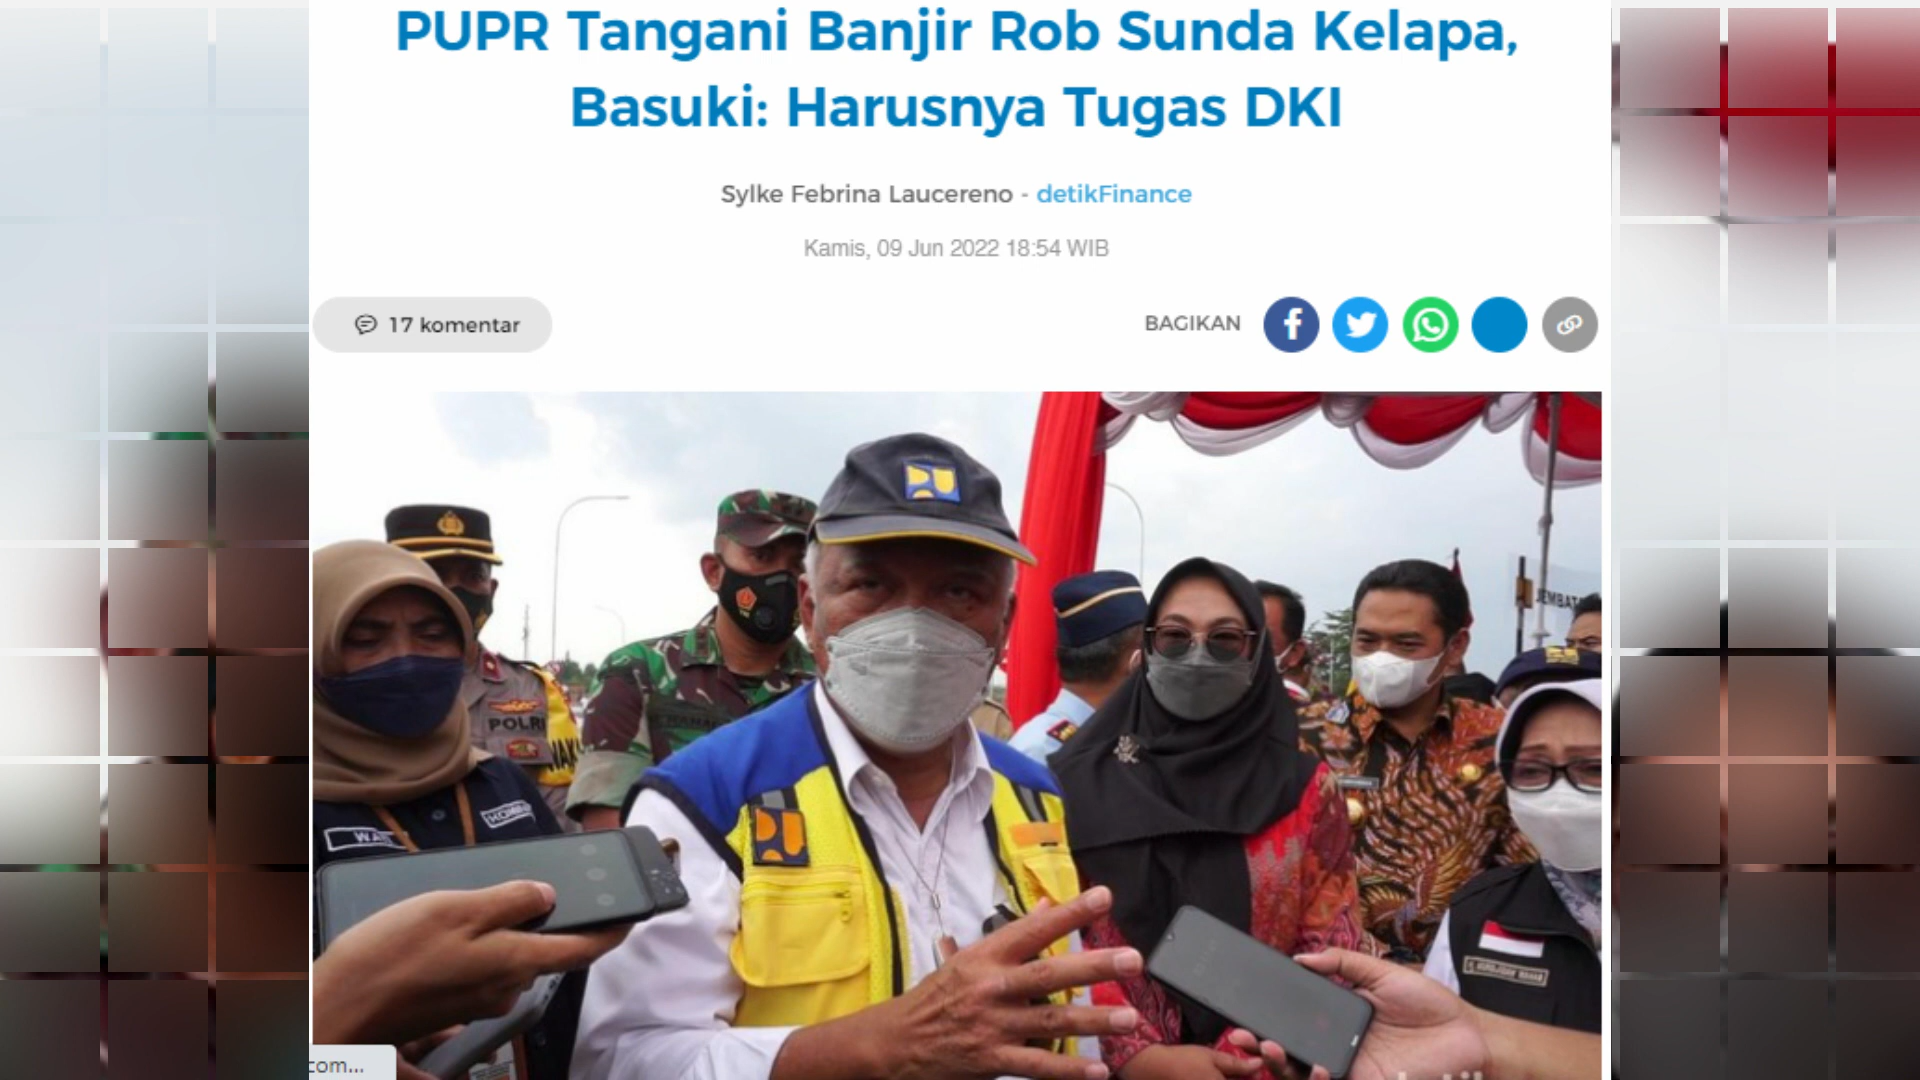 PUPR Tangani Banjir Rob Sunda Kelapa,
Basuki: Harusnya Tugas DKI
Sylke Febrina Laucereno - detikFinance
Kamis, 09 Jun 2022 18:54 WIB
17 komentar
BAGIKAN
POLRI
com...